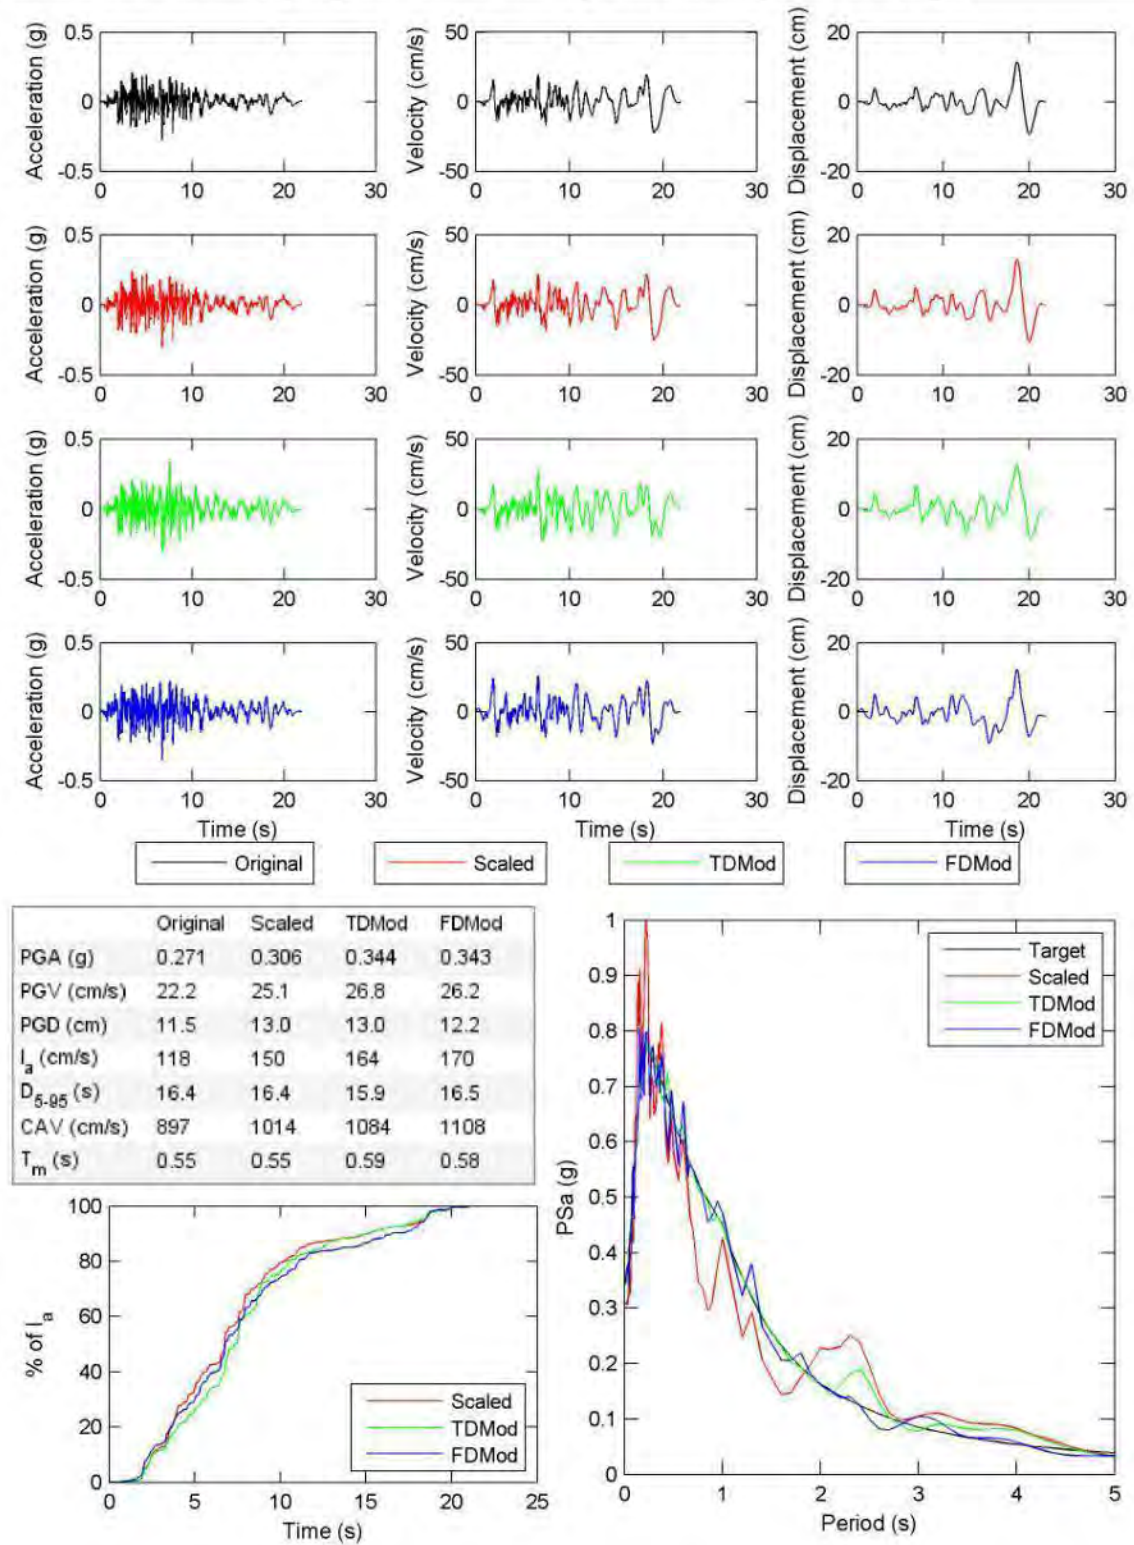 Acceleration (g)
0.5
0
-0.5
0 10 20 30
Velocity (cm/s)
50
0
-50
0 10 20 30
Displacement (cm)
20
0
-20
0 10 20 30
Acceleration (g)
0.5
0
-0.5
0 10 20 30
Velocity (cm/s)
50
0
-50
0 10 20 30
Displacement (cm)
20
0
-20
0 10 20 30
Acceleration (g)
0.5
0
-0.5
0 10 20 30
Velocity (cm/s)
50
0
-50
0 10 20 30
Displacement (cm)
20
0
-20
0 10 20 30
Acceleration (g)
0.5
0
-0.5
0 10 20 30
Time (s)
Velocity (cm/s)
50
0
-50
0 10 20 30
Time (s)
Displacement (cm)
20
0
-20
0 10 20 30
Time (s)
Original Scaled TDMod FDMod
Original Scaled TDMod FDMod
PGA (g) 0.271 0.306 0.344 0.343
PGV (cm/s) 22.2 25.1 26.8 26.2
PGD (cm) 11.5 13.0 13.0 12.2
Ia (cm/s) 118 150 164 170
D5-95 (s) 16.4 16.4 15.9 16.5
CAV (cm/s) 897 1014 1084 1108
Tm (s) 0.55 0.55 0.59 0.58
% of Ia
100
80
60
40
20
0
0 5 10 15 20 25
Time (s)
Scaled
TDMod
FDMod
PSa (g)
1
0.9
0.8
0.7
0.6
0.5
0.4
0.3
0.2
0.1
0
0 1 2 3 4 5
Period (s)
Target
Scaled
TDMod
FDMod